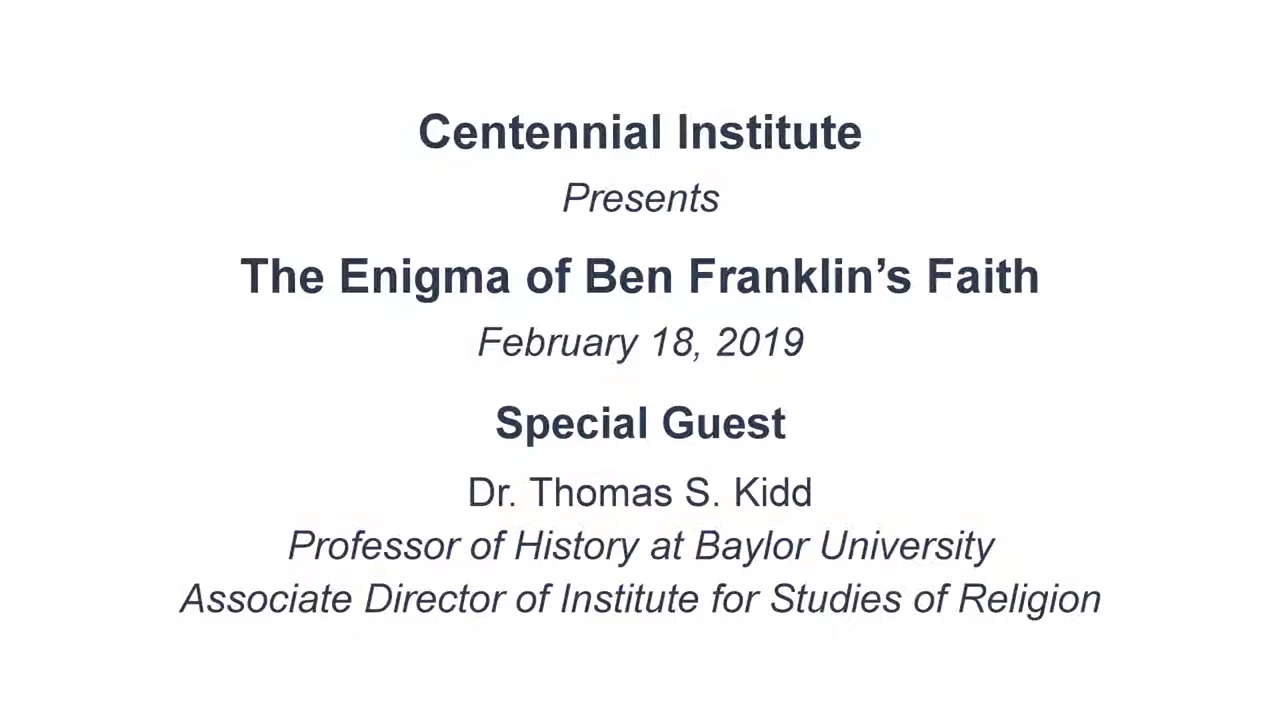 Centennial Institute
Presents
The Enigma of Ben Franklin’s Faith
February 18, 2019
Special Guest
Dr. Thomas S. Kidd
Professor of History at Baylor University
Associate Director of Institute for Studies of Religion